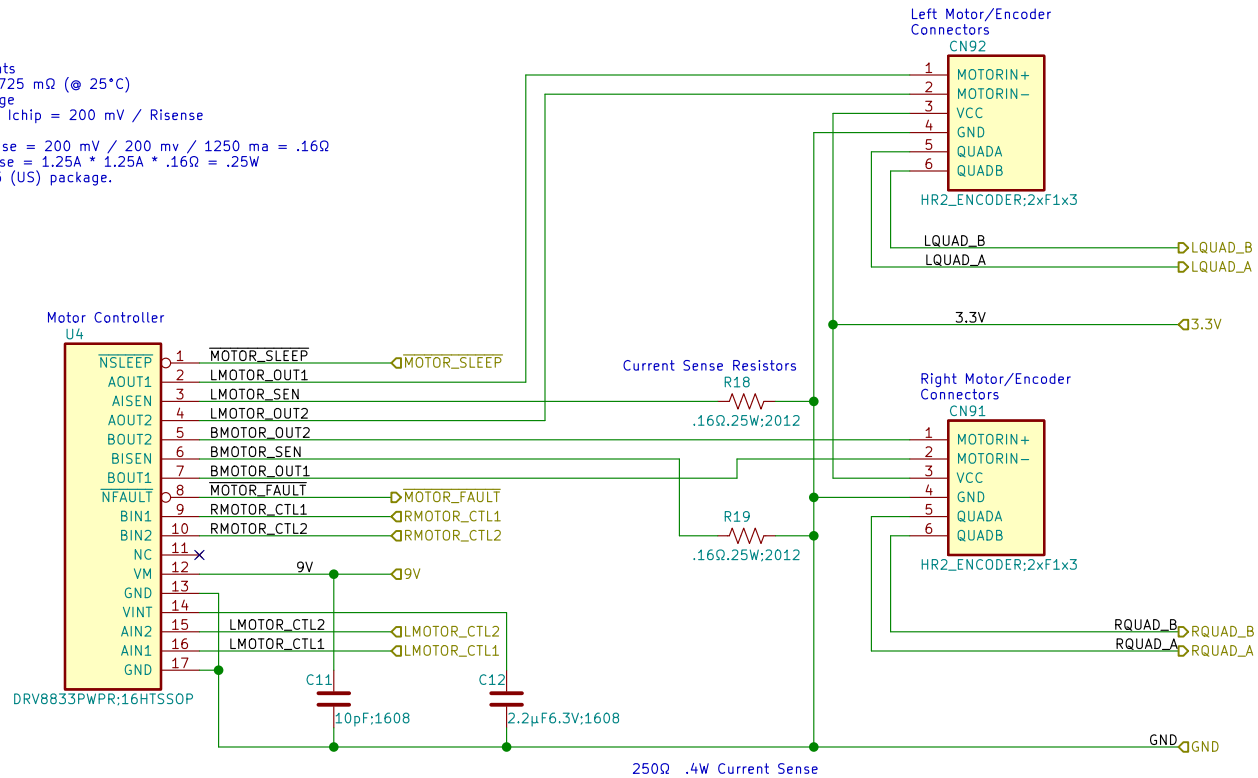 Left Motor/Encoder
Connectors
CN92
1 MOTORIN+
2 MOTORIN-
3 VCC
4 GND
5 QUADA
6 QUADB
HR2_ENCODER;2xF1x3
nts
725 mΩ (@ 25°C)
ge
Ichip = 200 mV / Risense
se = 200 mV / 200 mv / 1250 ma = .16Ω
se = 1.25A * 1.25A * .16Ω = .25W
(US) package.
LQUAD_B LQUAD_B
LQUAD_A LQUAD_A
3.3V 3.3V
Motor Controller
U4
NSLEEP 1 MOTOR_SLEEP MOTOR_SLEEP
AOUT1 2 LMOTOR_OUT1
AISEN 3 LMOTOR_SEN
AOUT2 4 LMOTOR_OUT2
BOUT2 5 BMOTOR_OUT2
BISEN 6 BMOTOR_SEN
BOUT1 7 BMOTOR_OUT1
NFAULT 8 MOTOR_FAULT MOTOR_FAULT
BIN1 9 RMOTOR_CTL1 RMOTOR_CTL1
BIN2 10 RMOTOR_CTL2 RMOTOR_CTL2
NC 11
VM 12 9V 9V
GND 13
VINT 14
AIN2 15 LMOTOR_CTL2 LMOTOR_CTL2
AIN1 16 LMOTOR_CTL1 LMOTOR_CTL1
GND 17
DRV8833PWPR;16HTSSOP
Current Sense Resistors
R18
.16Ω.25W;2012
R19
.16Ω.25W;2012
Right Motor/Encoder
Connectors
CN91
1 MOTORIN+
2 MOTORIN-
3 VCC
4 GND
5 QUADA
6 QUADB
HR2_ENCODER;2xF1x3
RQUAD_B RQUAD_B
RQUAD_A RQUAD_A
C11
10pF;1608
C12
2.2µF6.3V;1608
GND GND
250Ω .4W Current Sense